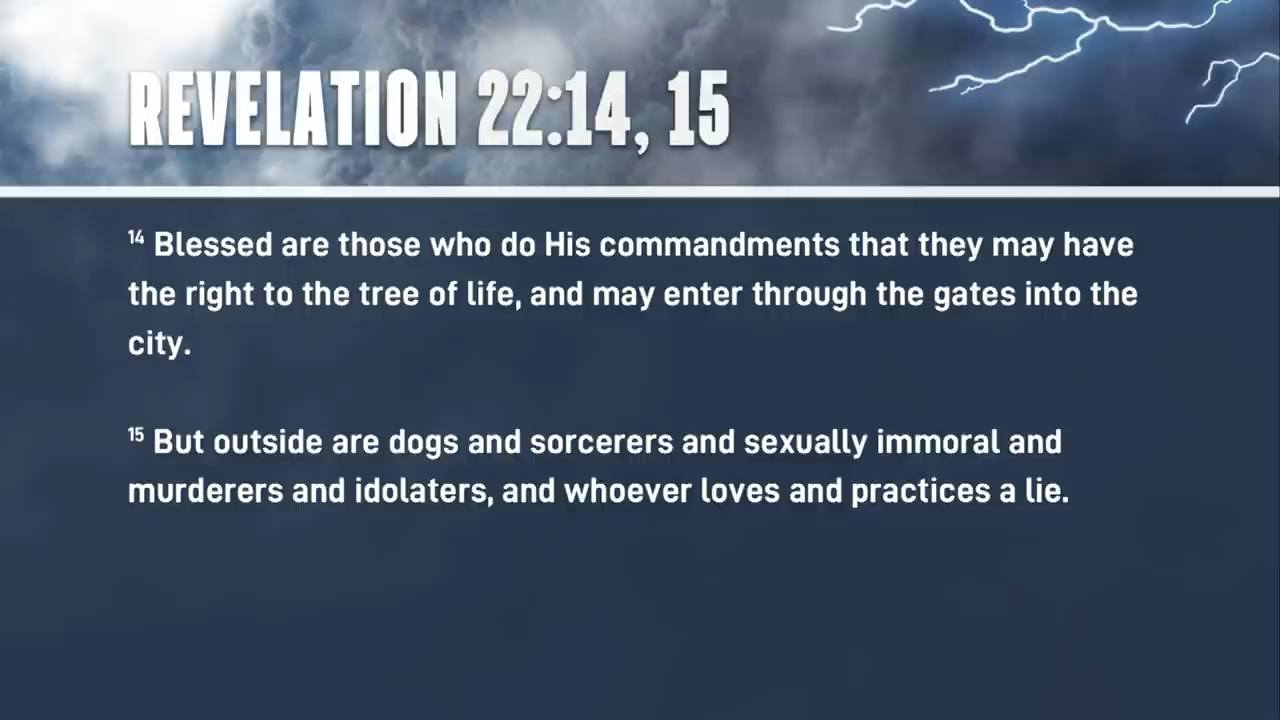 REVELATION 22:14, 15
14 Blessed are those who do His commandments that they may have
the right to the tree of life, and may enter through the gates into the
city.
15 But outside are dogs and sorcerers and sexually immoral and
murderers and idolaters, and whoever loves and practices a lie.